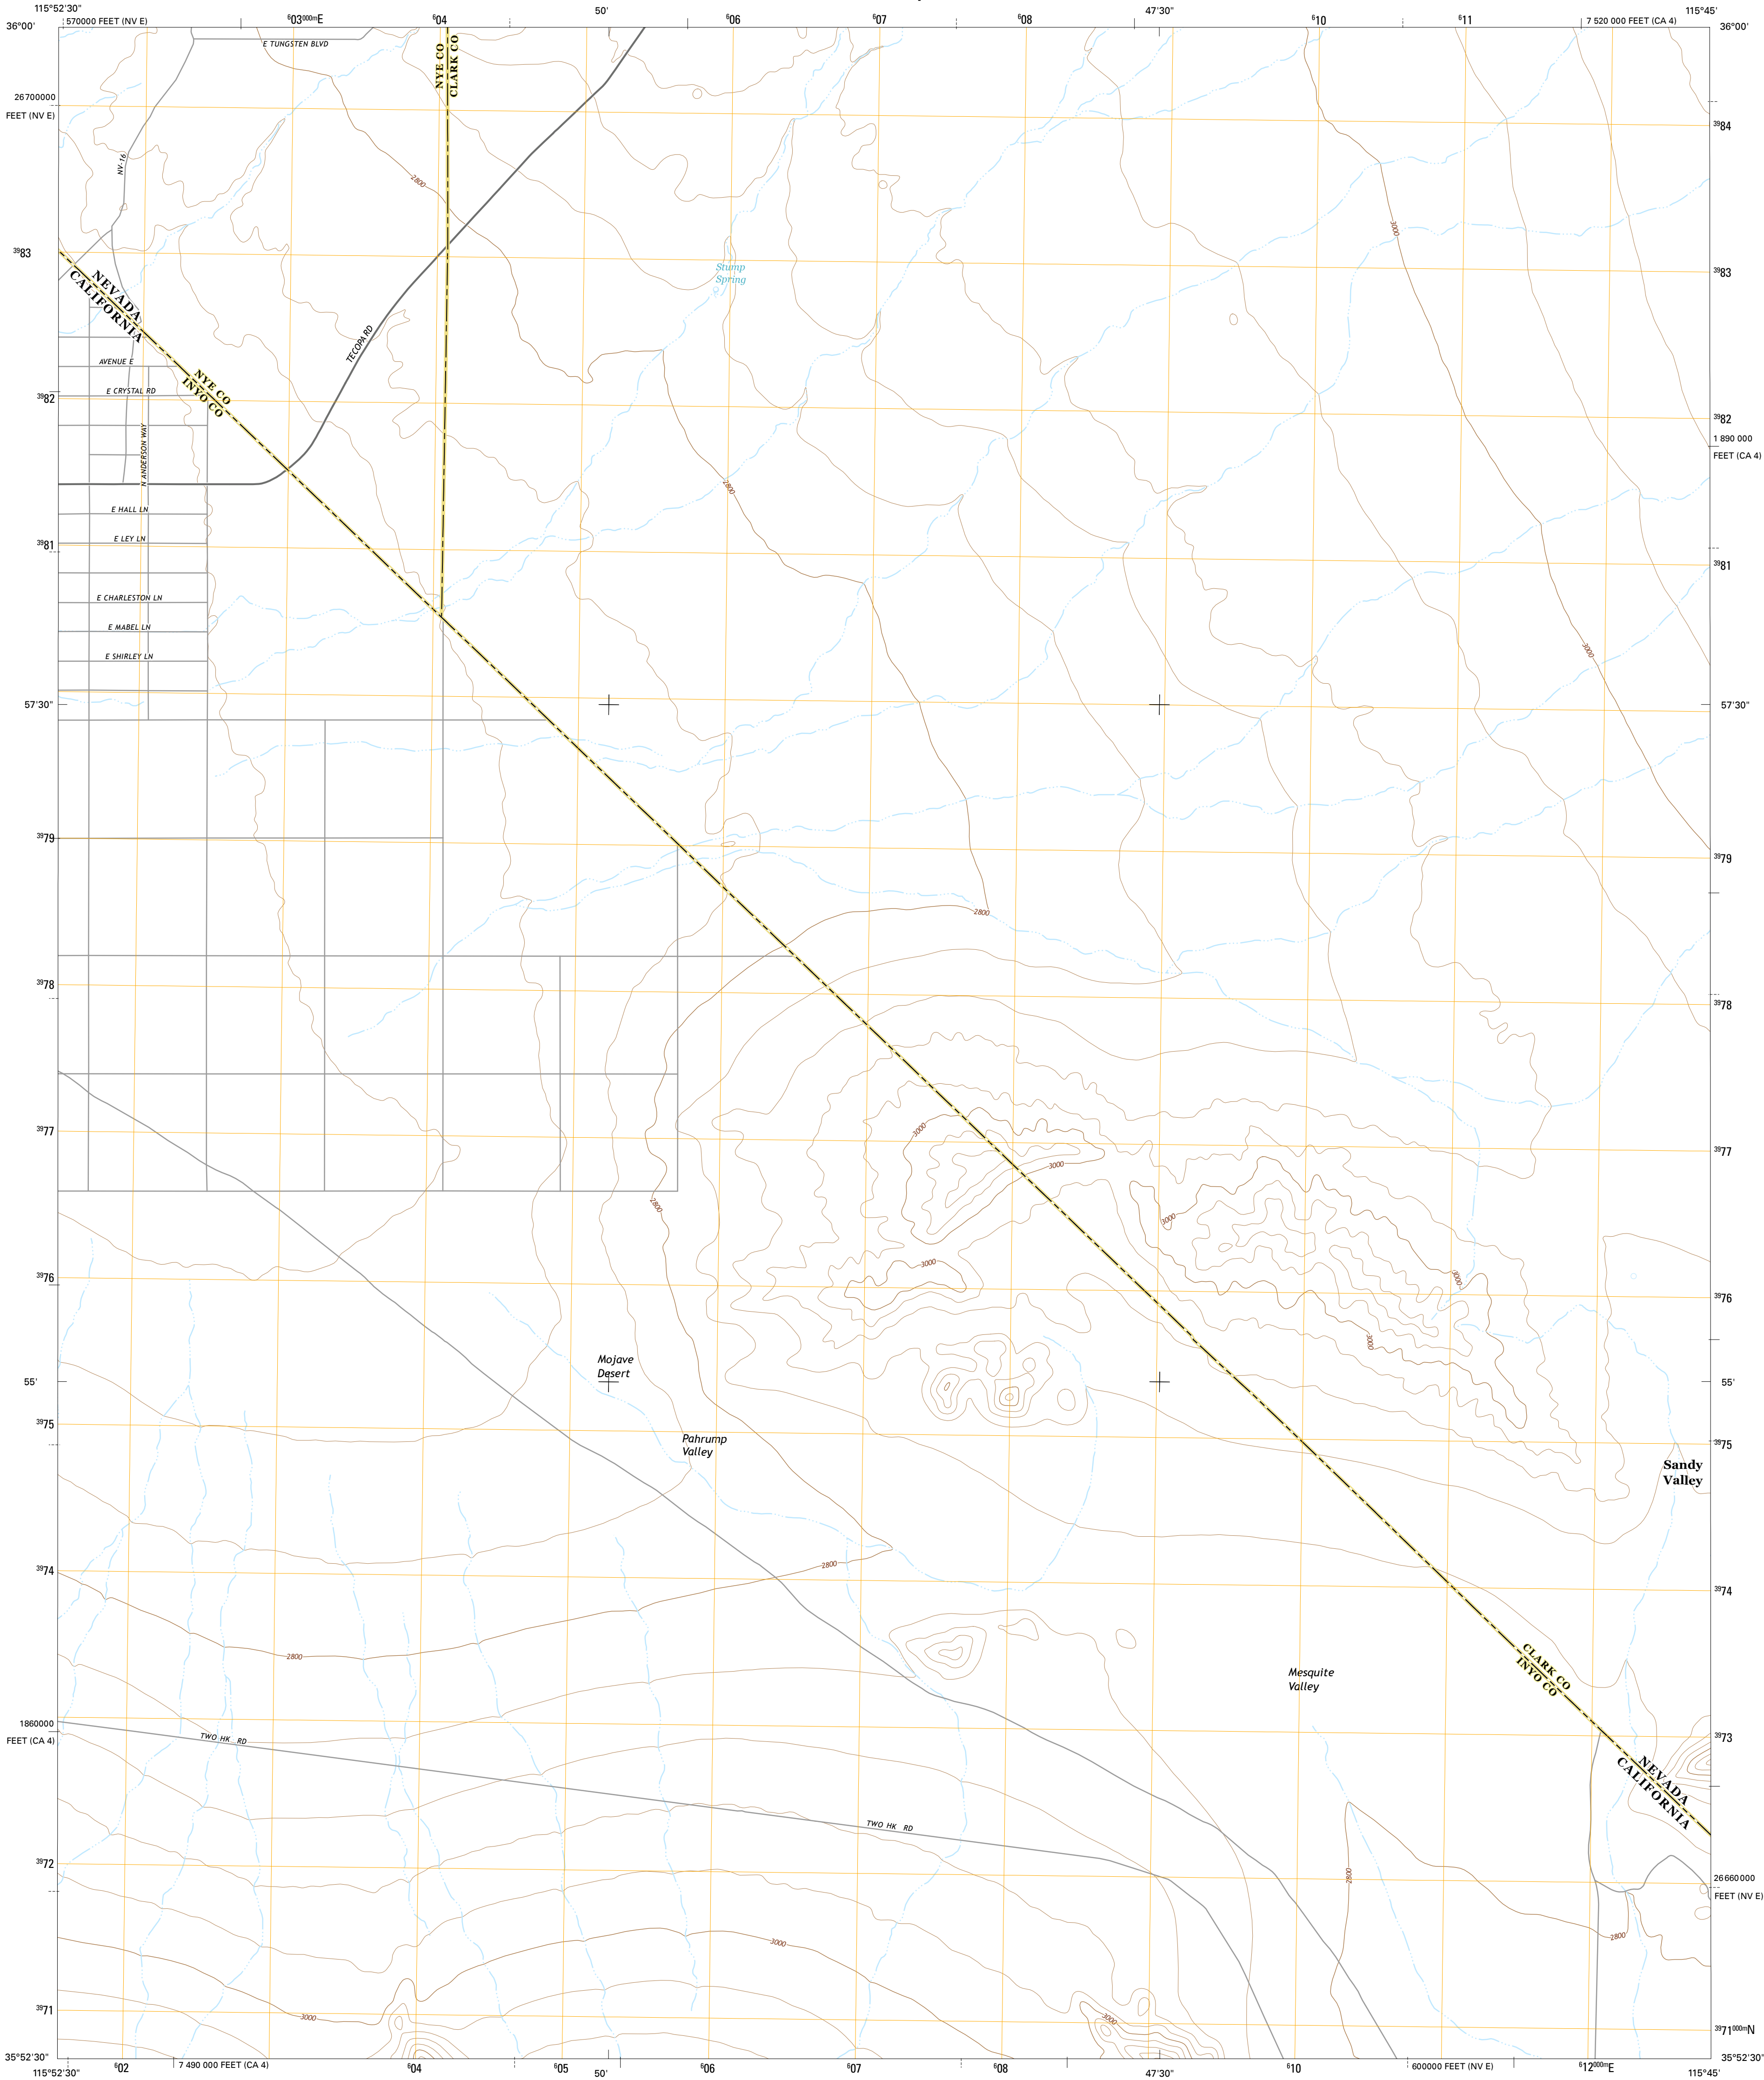 115°52'30"
570000 FEET (NV E)
⁶03⁰⁰⁰ᵐE
⁶04
50'
⁶06
⁶07
⁶08
47'30"
⁶10
⁶11
7 520 000 FEET (CA 4)
115°45'
36°00'
36°00'
E TUNGSTEN BLVD
NYE CO
CLARK CO
26700000
FEET (NV E)
³⁹84
NV-16
2800
3000
³⁹83
³⁹83
Stump
Spring
NEVADA
CALIFORNIA
TECOPA RD
AVENUE E
NYE CO
INYO CO
E CRYSTAL RD
³⁹82
³⁹82
1 890 000
FEET (CA 4)
N ANDERSON WAY
2800
E HALL LN
E LEY LN
³⁹81
³⁹81
E CHARLESTON LN
E MABEL LN
E SHIRLEY LN
3000
57'30"
57'30"
³⁹79
³⁹79
2800
³⁹78
³⁹78
³⁹77
³⁹77
3000
3000
2800
3000
3000
3000
³⁹76
³⁹76
3000
Mojave
Desert
55'
55'
³⁹75
³⁹75
Pahrump
Valley
Sandy
Valley
³⁹74
³⁹74
2800
2800
CLARK CO
INYO CO
Mesquite
Valley
1860000
FEET (CA 4)
TWO HK RD
³⁹73
NEVADA
CALIFORNIA
TWO HK RD
³⁹72
2800
26 660 000
FEET (NV E)
2800
3000
³⁹71
3000
3000
³⁹71⁰⁰⁰ᵐN
35°52'30"
35°52'30"
115°52'30"
⁶02
7 490 000 FEET (CA 4)
⁶04
⁶05
50'
⁶06
⁶07
⁶08
47'30"
⁶10
600000 FEET (NV E)
⁶12⁰⁰⁰ᵐE
115°45'